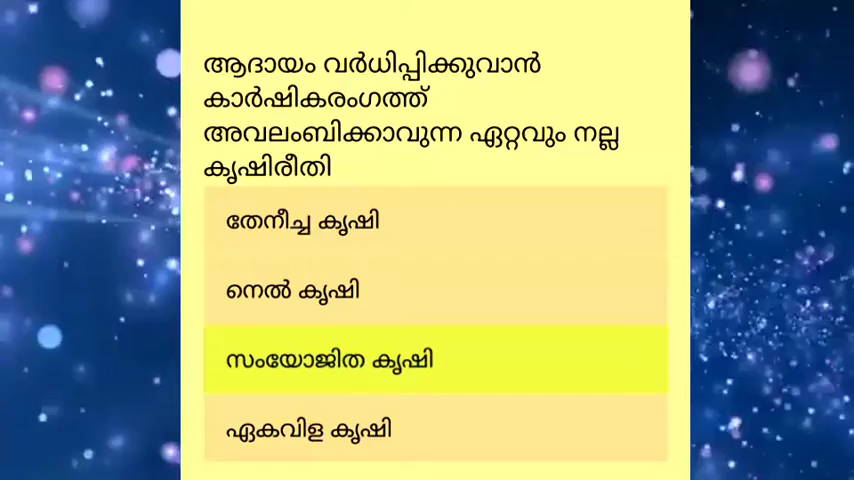 ആദായം വർധിപ്പിക്കുവാൻ
കാർഷികരംഗത്ത്
അവലംബിക്കാവുന്ന ഏറ്റവും നല്ല
കൃഷിരീതി
തേനീച്ച കൃഷി
നെൽ കൃഷി
സംയോജിത കൃഷി
ഏകവിള കൃഷി